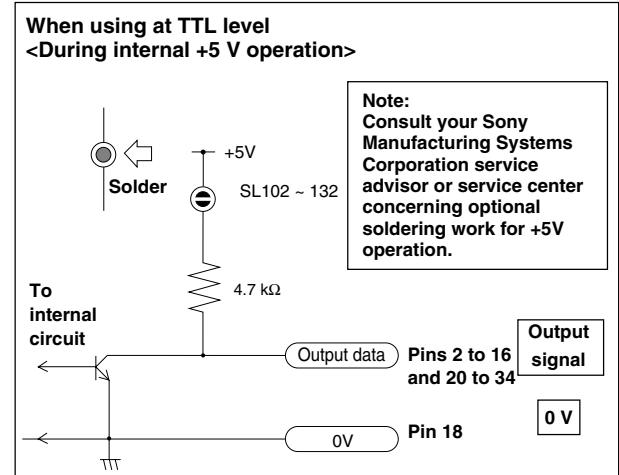 When using at TTL level
<During internal +5 V operation>
Note:
Consult your Sony
Manufacturing Systems
Corporation service
advisor or service center
concerning optional
soldering work for +5V
operation.
Solder
+5V
SL102 ~ 132
4.7 kΩ
To
internal
circuit
Output data
Pins 2 to 16
and 20 to 34
Output
signal
0V
Pin 18
0 V